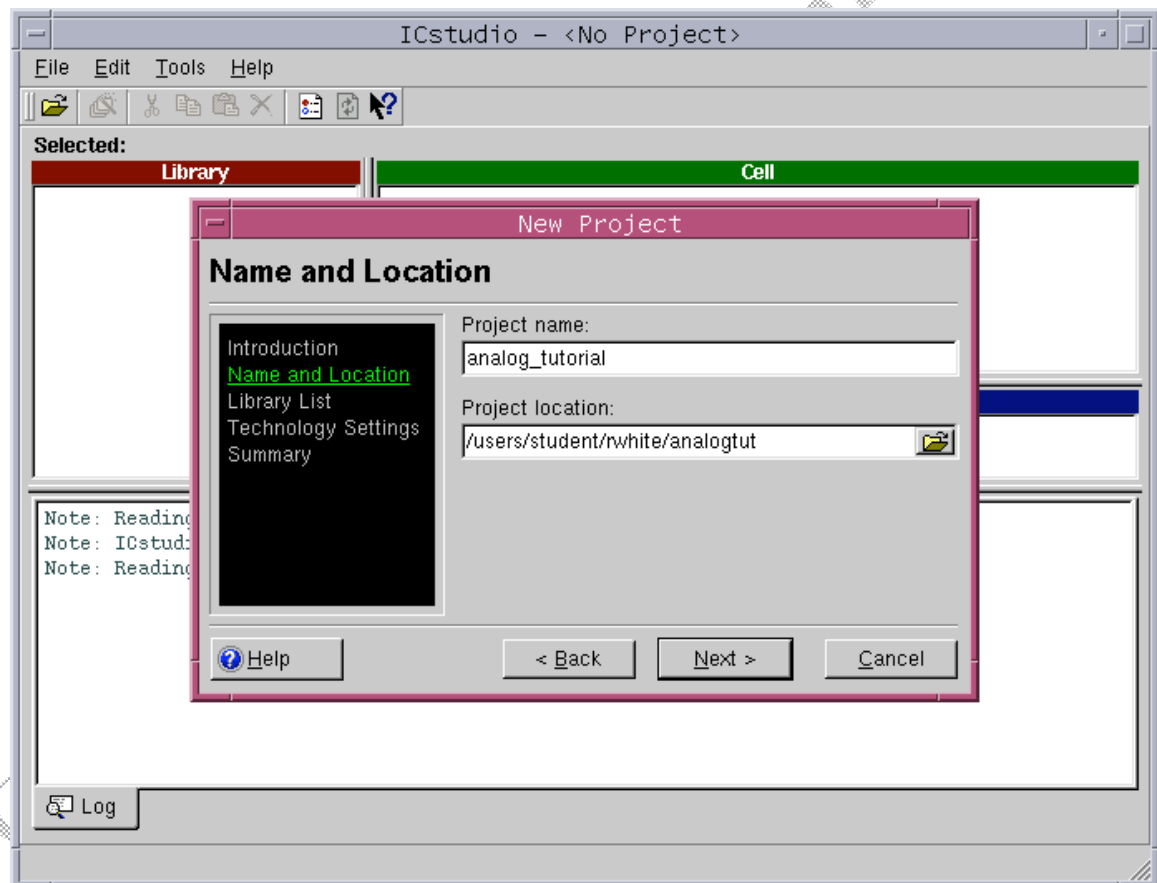 ICstudio - <No Project>
File Edit Tools Help
Selected:
Library
Cell
New Project
Name and Location
Introduction
Name and Location
Library List
Technology Settings
Summary
Project name:
analog_tutorial
Project location:
/users/student/rwhite/analogtut
Note: Reading
Note: ICstudi
Note: Reading
Help
< Back
Next >
Cancel
Log